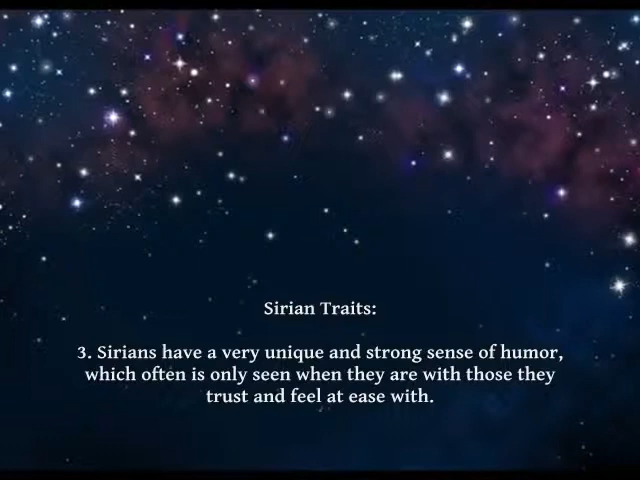 Sirian Traits:
3. Sirians have a very unique and strong sense of humor,
which often is only seen when they are with those they
trust and feel at ease with.